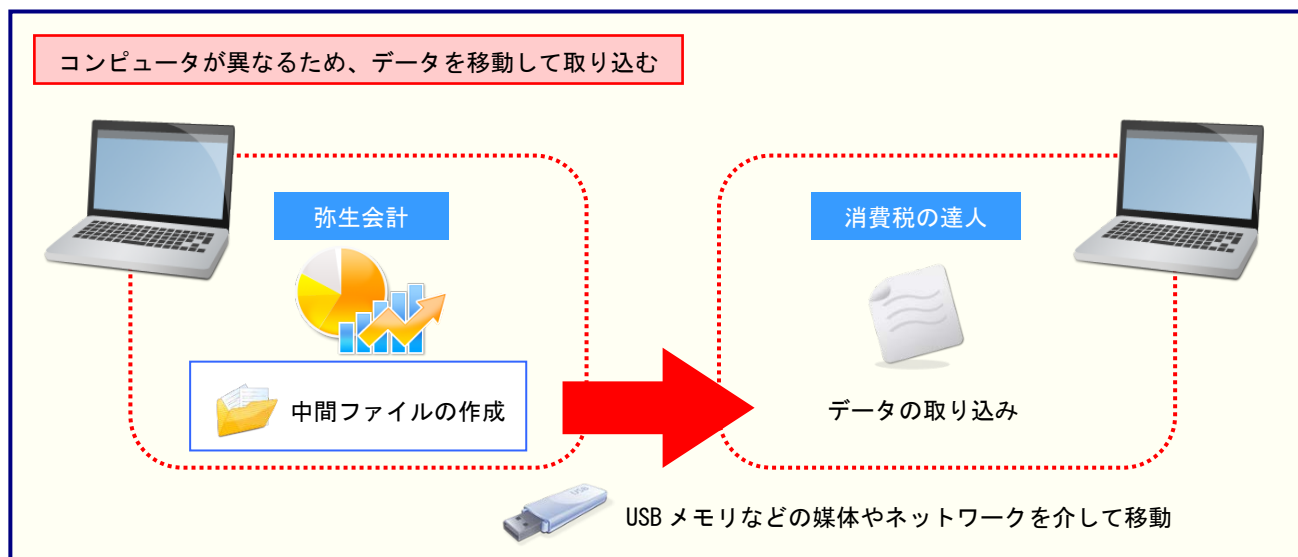 コンピュータが異なるため、データを移動して取り込む
弥生会計
消費税の達人
中間ファイルの作成
データの取り込み
USB
USB メモリなどの媒体やネットワークを介して移動